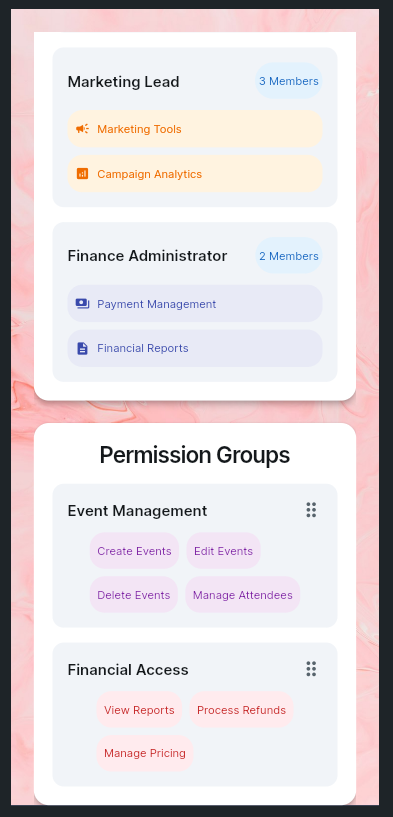 Marketing Lead
3 Members
Marketing Tools
Campaign Analytics
Finance Administrator
2 Members
Payment Management
Financial Reports
Permission Groups
Event Management
Create Events
Edit Events
Delete Events
Manage Attendees
Financial Access
View Reports
Process Refunds
Manage Pricing